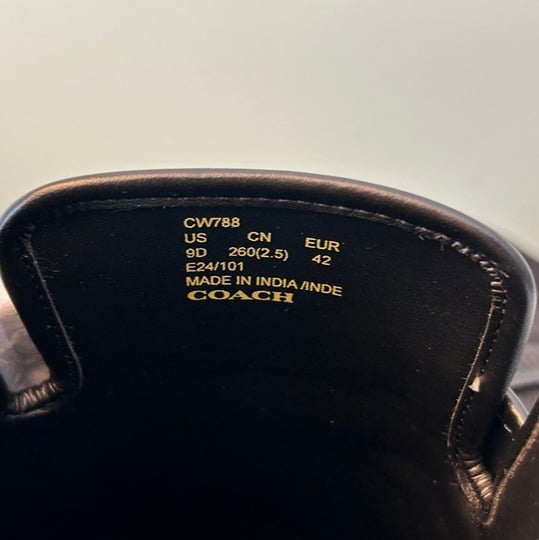 CW788
US CN EUR
9D 260(2.5) 42
E24/101
MADE IN INDIA/INDE
COACH